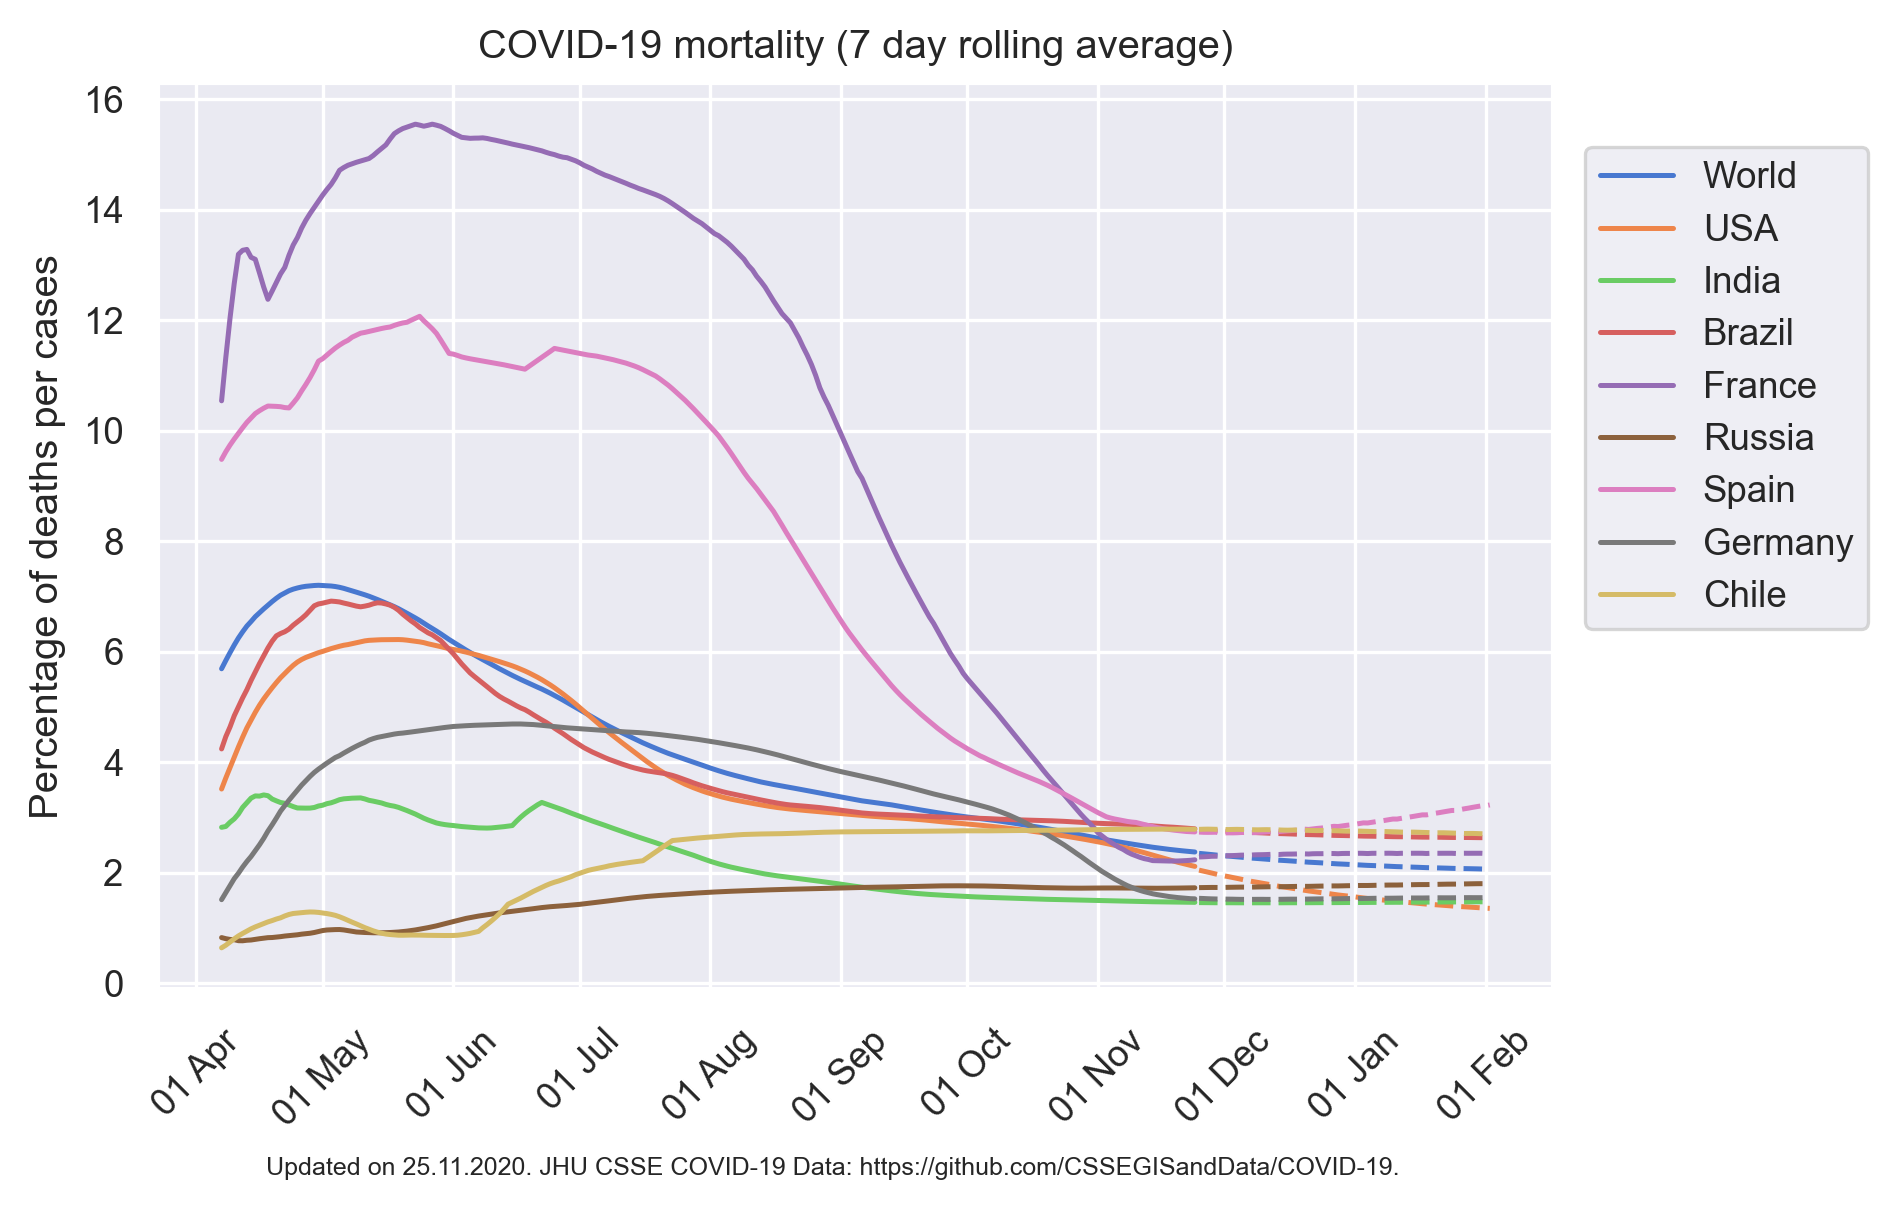 COVID-19 mortality (7 day rolling average)
Percentage of deaths per cases
16
14
12
10
8
6
4
2
0
01 Apr
01 May
01 Jun
01 Jul
01 Aug
01 Sep
01 Oct
01 Nov
01 Dec
01 Jan
01 Feb
World
USA
India
Brazil
France
Russia
Spain
Germany
Chile
Updated on 25.11.2020. JHU CSSE COVID-19 Data: https://github.com/CSSEGISandData/COVID-19.